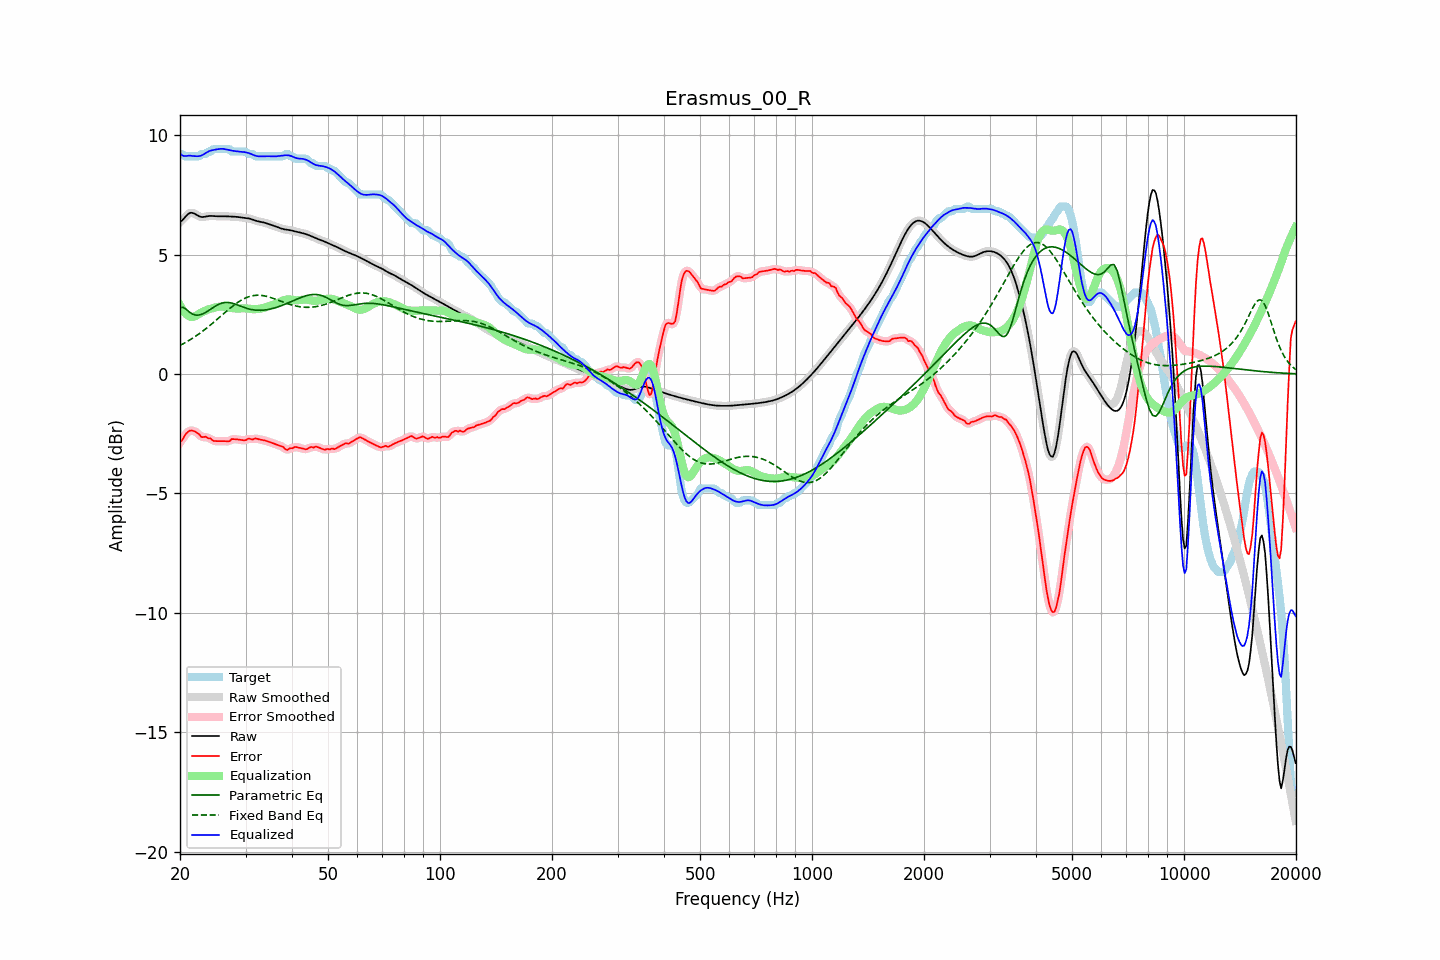 Erasmus_00_R
10
5
0
−5
−10
−15
−20
Amplitude (dBr)
Target
Raw Smoothed
Error Smoothed
Raw
Error
Equalization
Parametric Eq
Fixed Band Eq
Equalized
20 50 100 200 500 1000 2000 5000 10000 20000
Frequency (Hz)